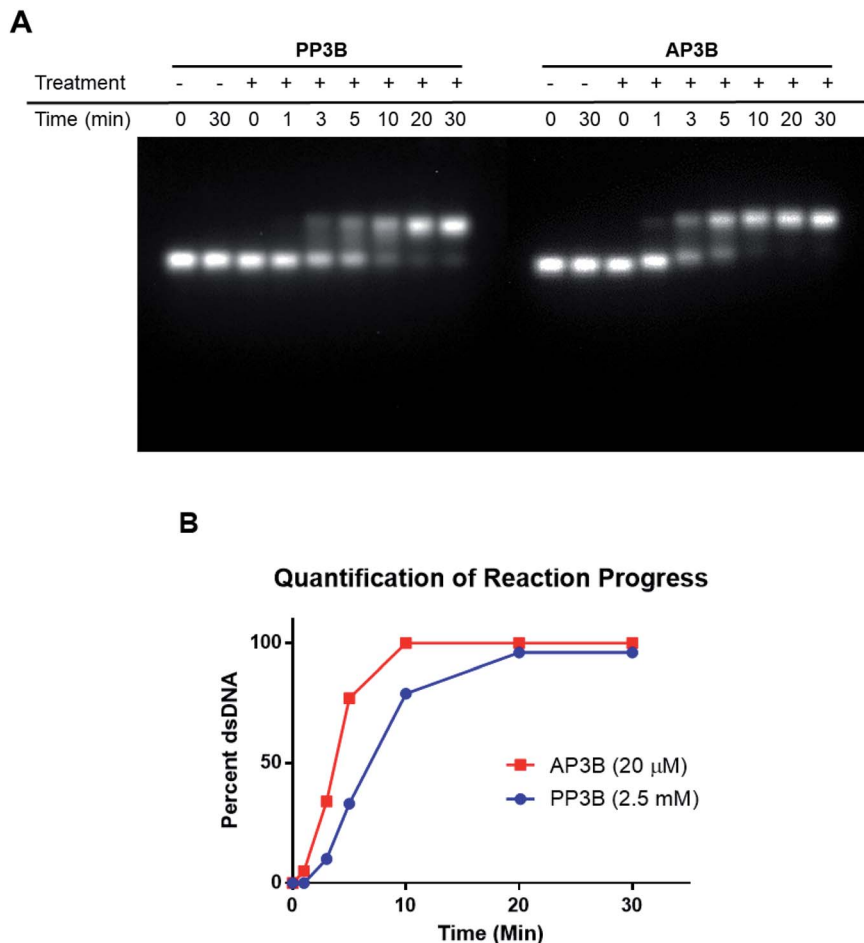 A
PP3B AP3B
Treatment - - + + + + + + + - - + + + + + + +
Time (min) 0 30 0 1 3 5 10 20 30 0 30 0 1 3 5 10 20 30
B
Quantification of Reaction Progress
Percent dsDNA
100
50
0
AP3B (20 μM)
PP3B (2.5 mM)
0 10 20 30
Time (Min)